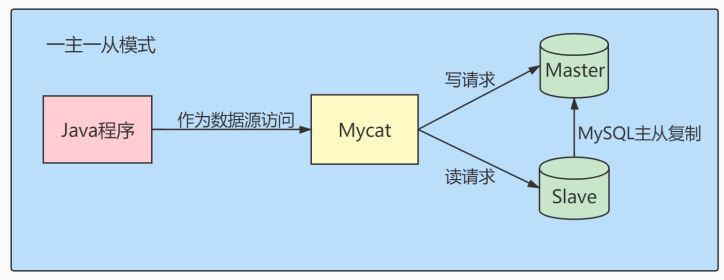 一主一从模式
Java程序
作为数据源访问
Mycat
写请求
读请求
Master
MySQL主从复制
Slave